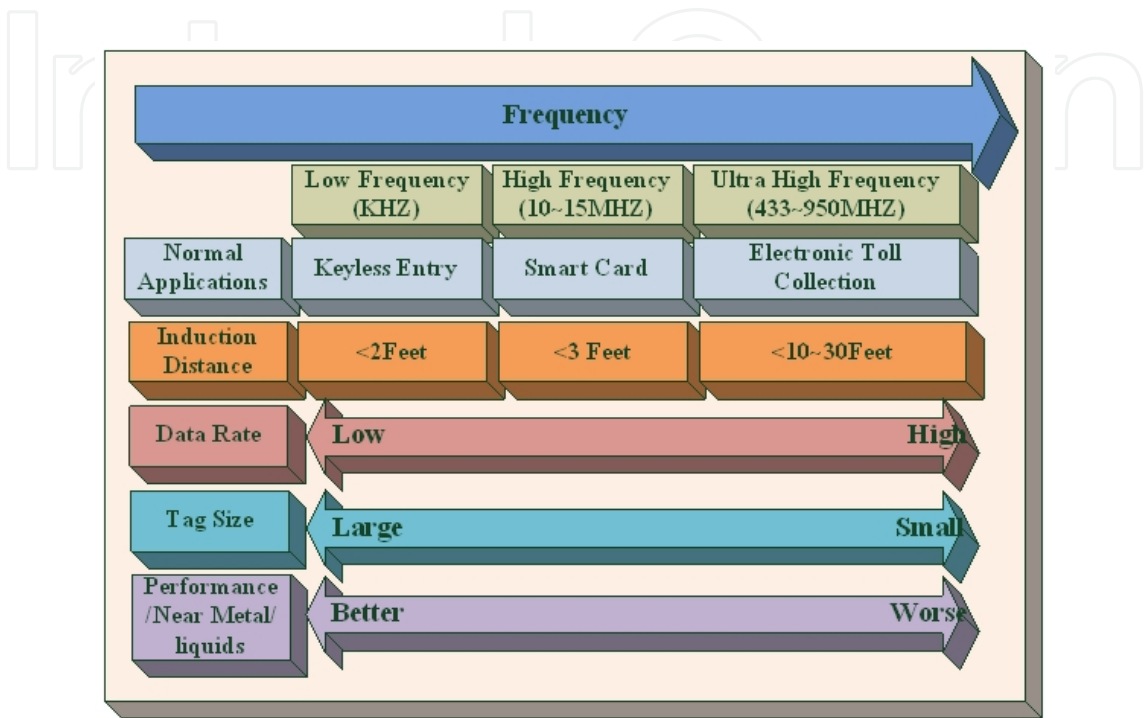 Frequency
Low Frequency
(KHZ)
High Frequency
(10~15MHZ)
Ultra High Frequency
(433~950MHZ)
Normal
Applications
Keyless Entry
Smart Card
Electronic Toll
Collection
Induction
Distance
<2Feet
<3 Feet
<10~30Feet
Data Rate
Low
High
Tag Size
Large
Small
Performance
/Near Metal/
liquids
Better
Worse